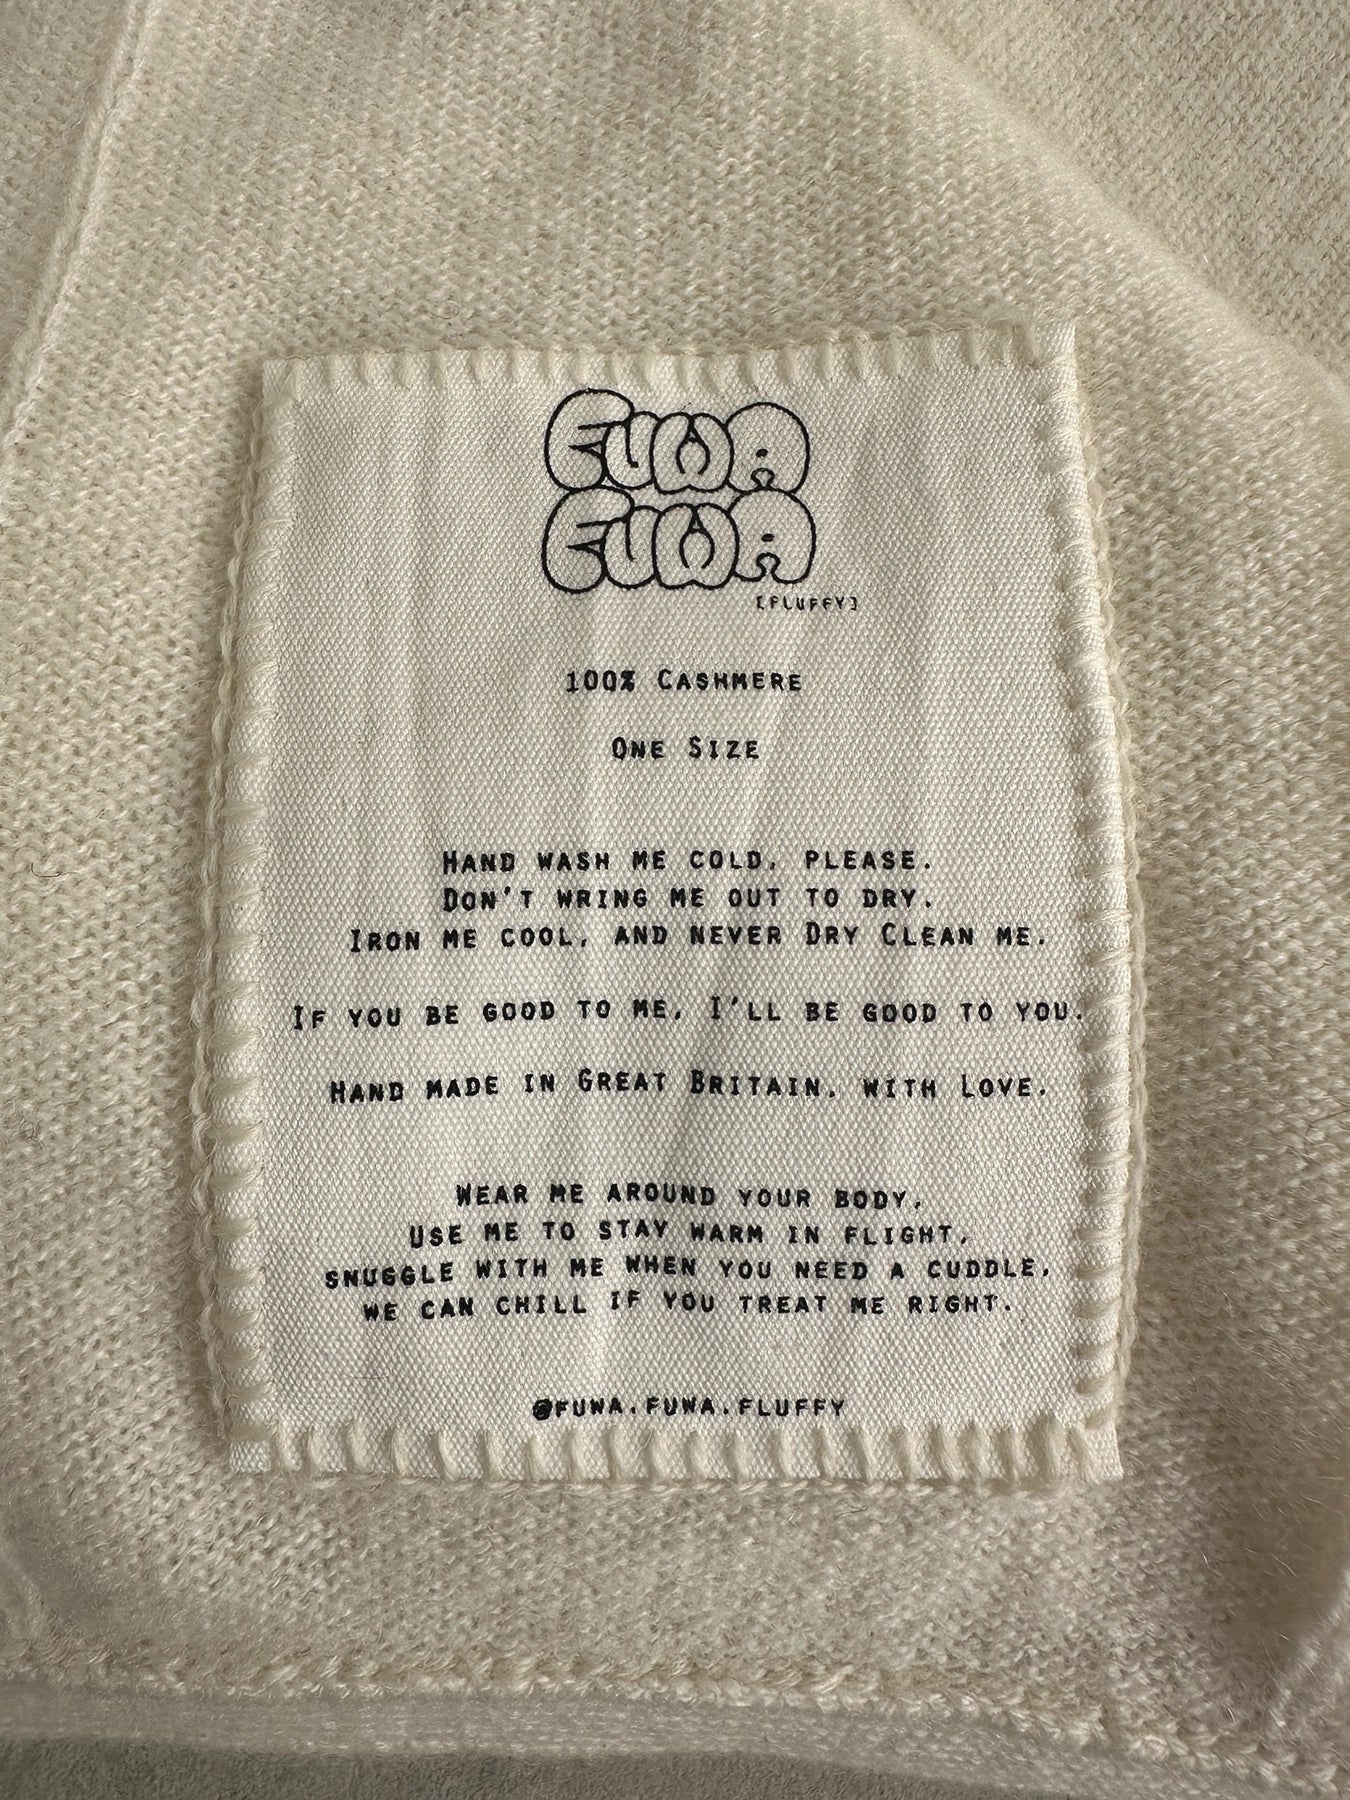 FUWA
FUWA
[FLUFFY]
100% CASHMERE
ONE SIZE
HAND WASH ME COLD, PLEASE.
DON'T WRING ME OUT TO DRY.
IRON ME COOL, AND NEVER DRY CLEAN ME.
IF YOU BE GOOD TO ME, I'LL BE GOOD TO YOU.
HAND MADE IN GREAT BRITAIN, WITH LOVE.
WEAR ME AROUND YOUR BODY,
USE ME TO STAY WARM IN FLIGHT,
SNUGGLE WITH ME WHEN YOU NEED A CUDDLE,
WE CAN CHILL IF YOU TREAT ME RIGHT.
@FUWA.FUWA.FLUFFY